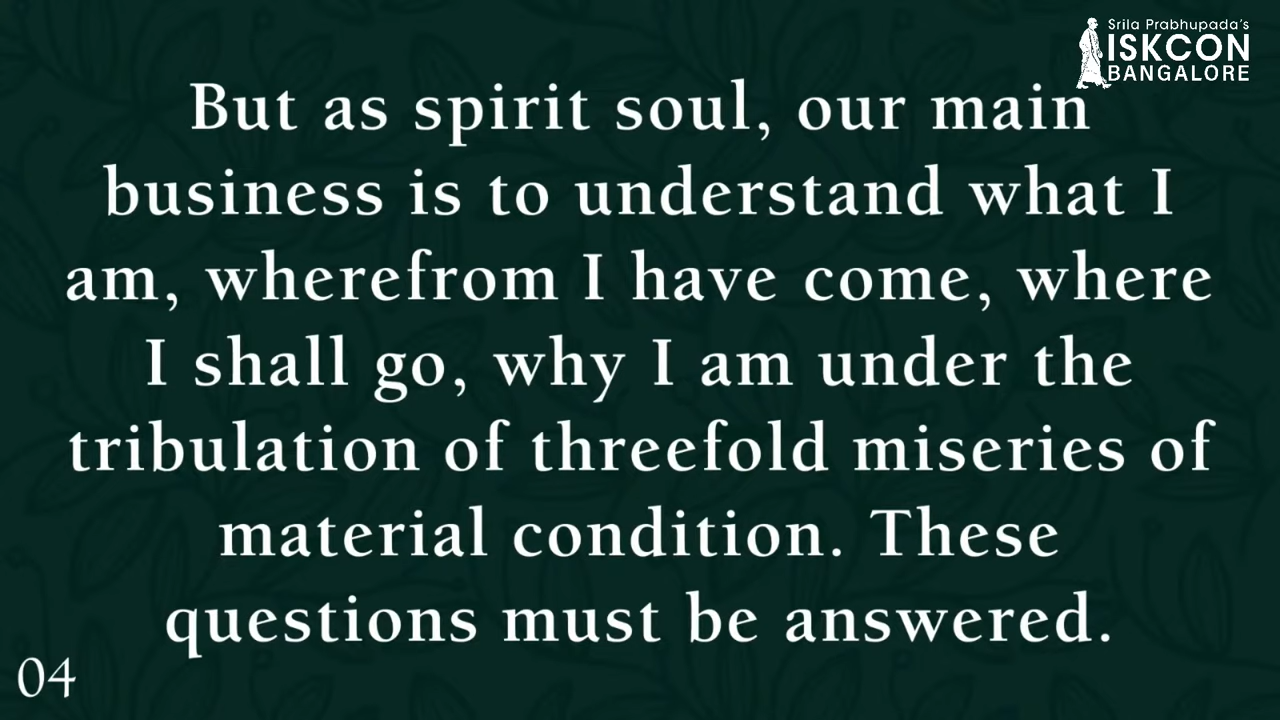 Srila Prabhupada's
ISKCON
BANGALORE
But as spirit soul, our main
business is to understand what I
am, wherefrom I have come, where
I shall go, why I am under the
tribulation of threefold miseries of
material condition. These
questions must be answered.
04